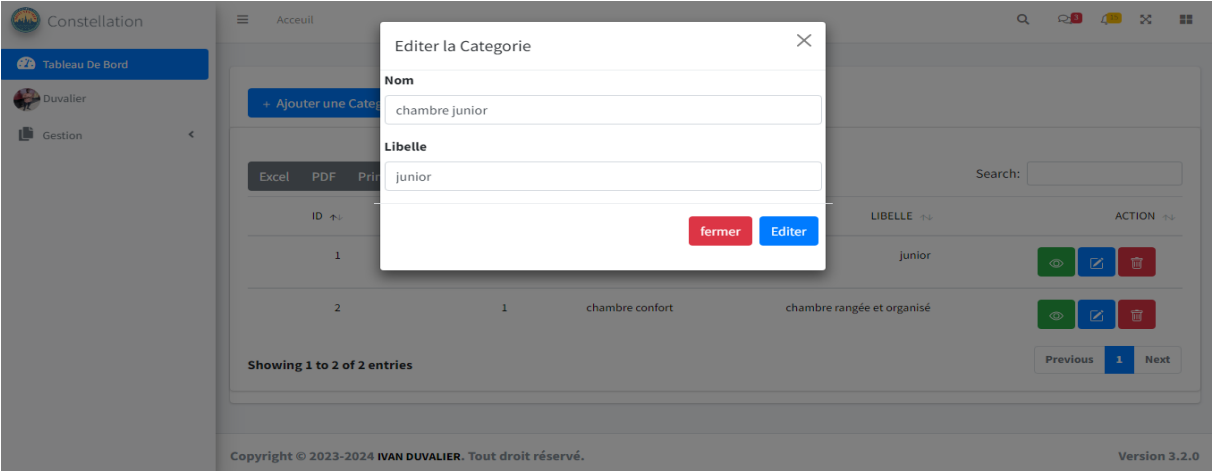 Constellation
Acceuil
3
15
Tableau De Bord
Duvalier
Gestion
Editer la Categorie
Nom
chambre junior
Libelle
junior
fermer
Editer
+ Ajouter une Categ
Excel PDF Prin
Search:
ID LIBELLE ACTION
1 junior
2 1 chambre confort chambre rangée et organisé
Showing 1 to 2 of 2 entries
Previous 1 Next
Copyright © 2023-2024 IVAN DUVALIER. Tout droit réservé.
Version 3.2.0